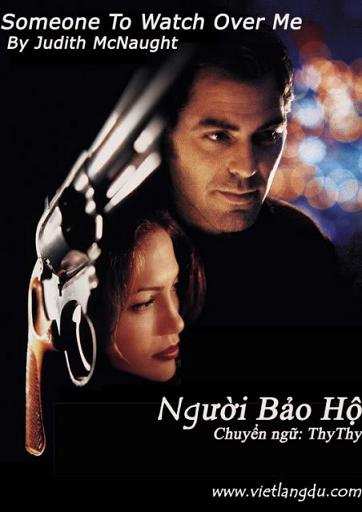 Someone To Watch Over Me
By Judith McNaught
Người Bảo Hộ
Chuyển ngữ: ThyThy
www.vietlangdu.com